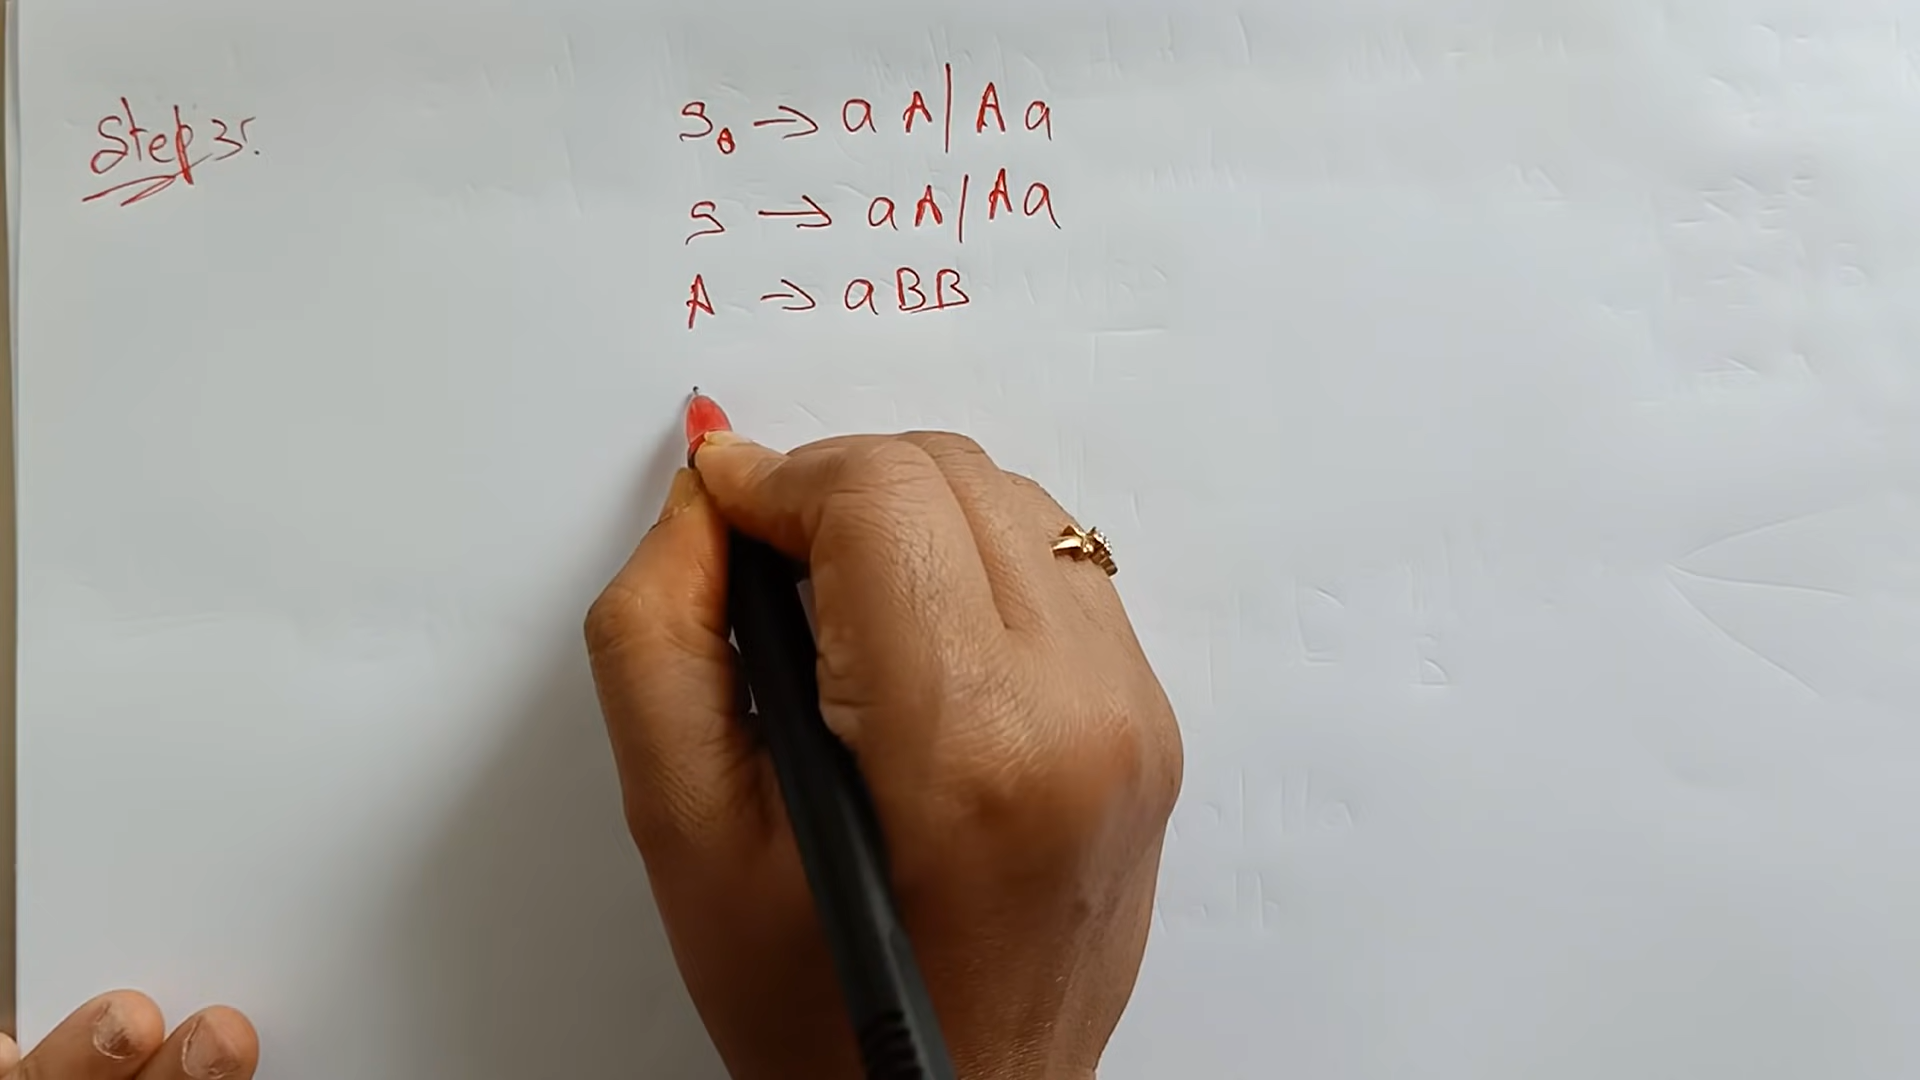 Step 3:
S₀ → aA|Aa
S → aA|Aa
A → aBB